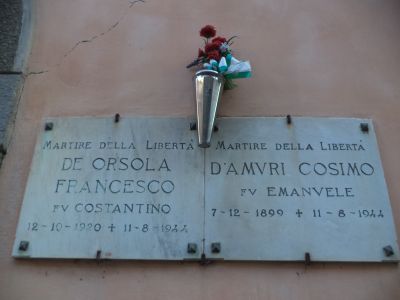 MARTIRE DELLA LIBERTÀ
DE ORSOLA
FRANCESCO
FU COSTANTINO
12-10-1920 + 11-8-1944
MARTIRE DELLA LIBERTÀ
D'AMVRI COSIMO
FV EMANVELE
7-12-1899 + 11-8-1944